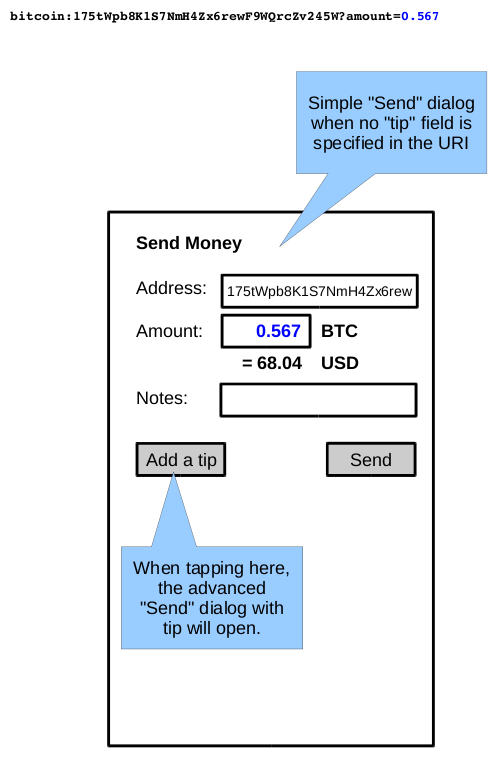 bitcoin:175tWpb8K1S7NmH4Zx6rewF9WQrcZv245W?amount=0.567
Simple "Send" dialog
when no "tip" field is
specified in the URI
Send Money
Address: 175tWpb8K1S7NmH4Zx6rew
Amount: 0.567 BTC
= 68.04 USD
Notes:
Add a tip Send
When tapping here,
the advanced
"Send" dialog with
tip will open.